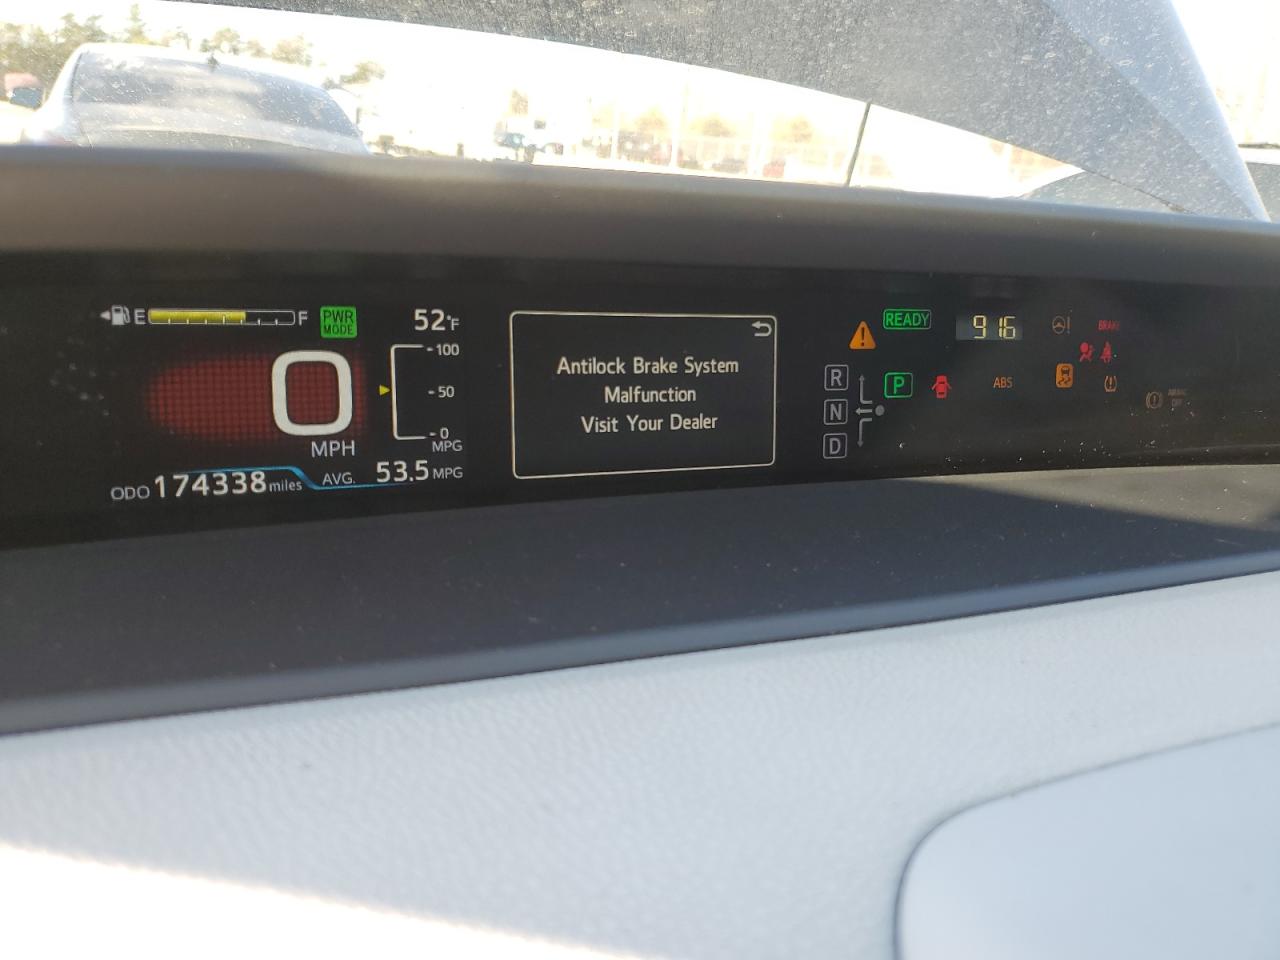 E F PWR MODE 52°F
100
50
0
MPG
0
MPH
ODO 174338 miles AVG. 53.5 MPG
Antilock Brake System
Malfunction
Visit Your Dealer
READY 9 16 BRAKE
R
N
D
P
ABS